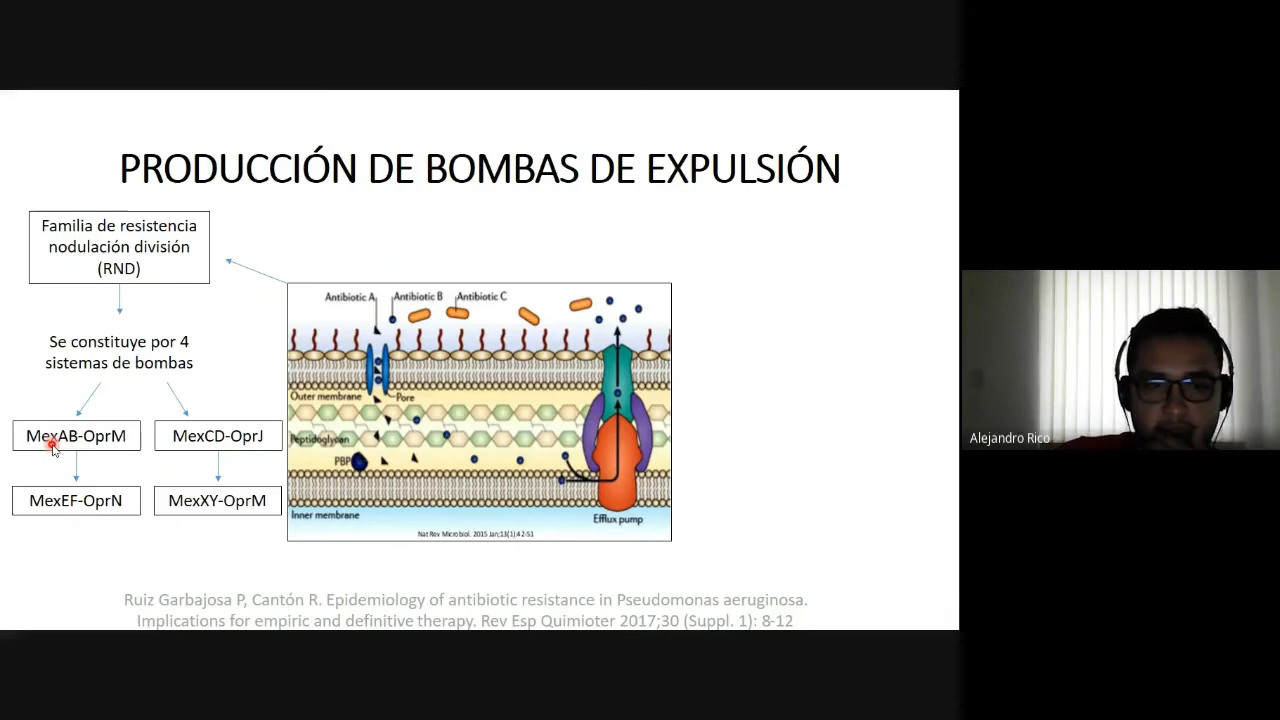 PRODUCCIÓN DE BOMBAS DE EXPULSIÓN
Familia de resistencia
nodulación división
(RND)
Se constituye por 4
sistemas de bombas
MexAB-OprM
MexCD-OprJ
MexEF-OprN
MexXY-OprM
Antibiotic A
Antibiotic B
Antibiotic C
Outer membrane
Pore
Peptidoglycan
PBP
Inner membrane
Efflux pump
Nat Rev Microbiol. 2015 Jan;13(1):42-51
Ruiz Garbajosa P, Cantón R. Epidemiology of antibiotic resistance in Pseudomonas aeruginosa.
Implications for empiric and definitive therapy. Rev Esp Quimioter 2017;30 (Suppl. 1): 8-12
Alejandro Rico